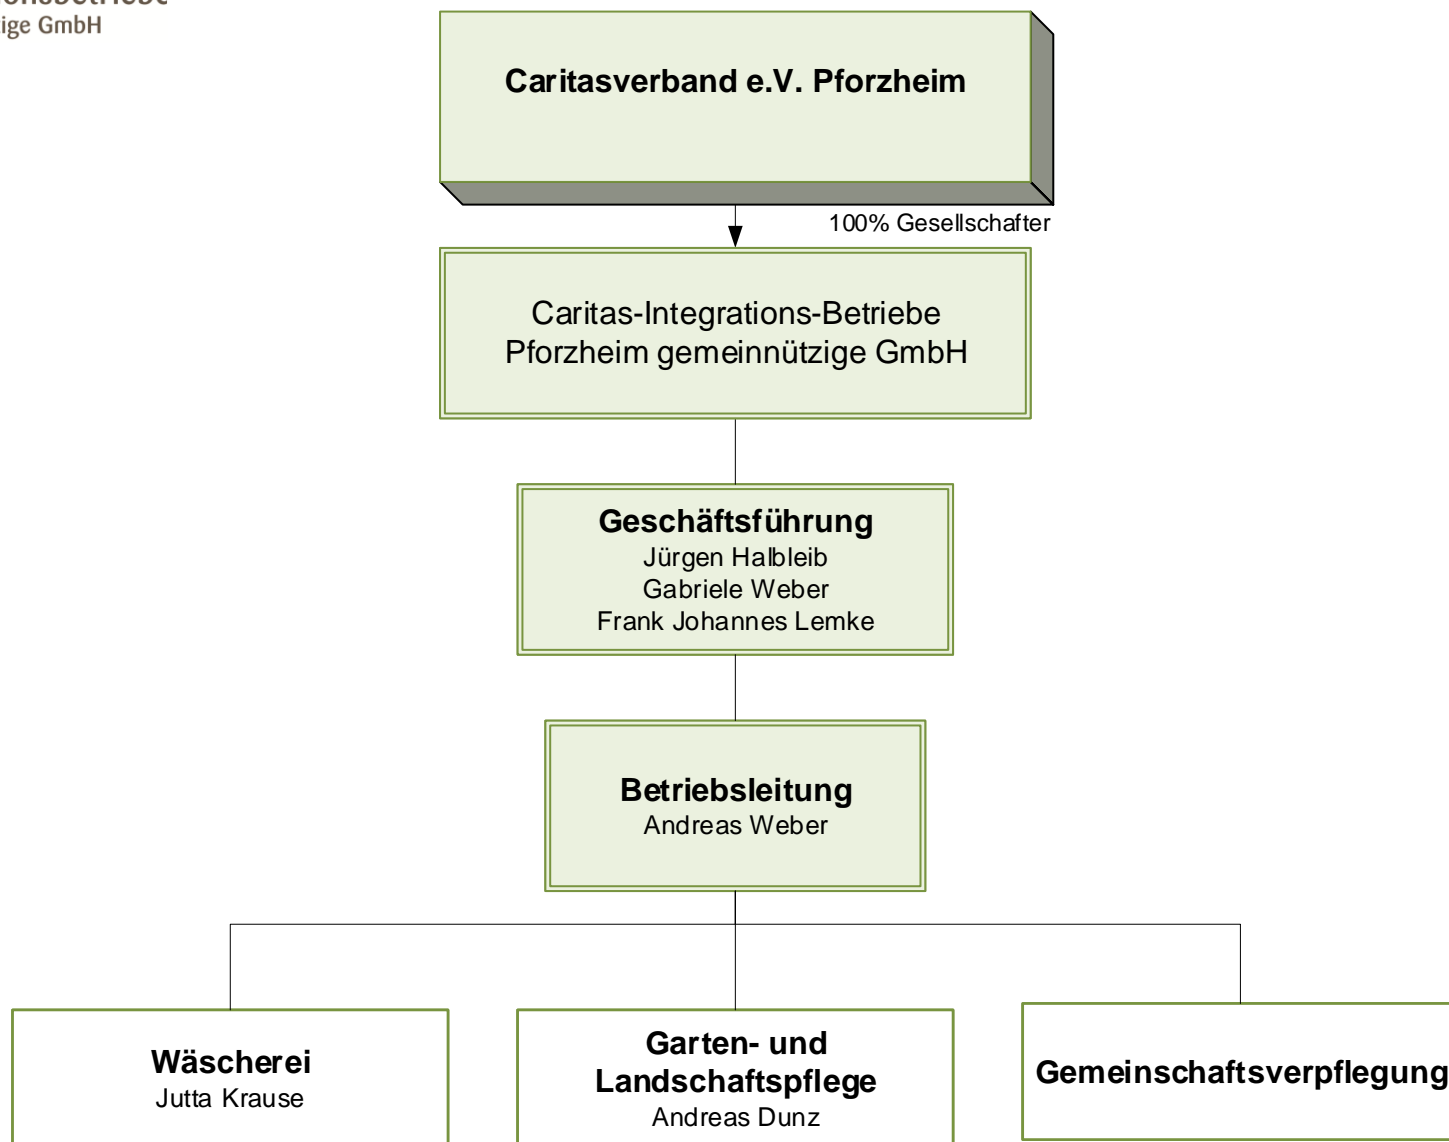 tige GmbH
Caritasverband e.V. Pforzheim
100% Gesellschafter
Caritas-Integrations-Betriebe
Pforzheim gemeinnützige GmbH
Geschäftsführung
Jürgen Halbleib
Gabriele Weber
Frank Johannes Lemke
Betriebsleitung
Andreas Weber
Wäscherei
Jutta Krause
Garten- und
Landschaftspflege
Andreas Dunz
Gemeinschaftsverpflegung